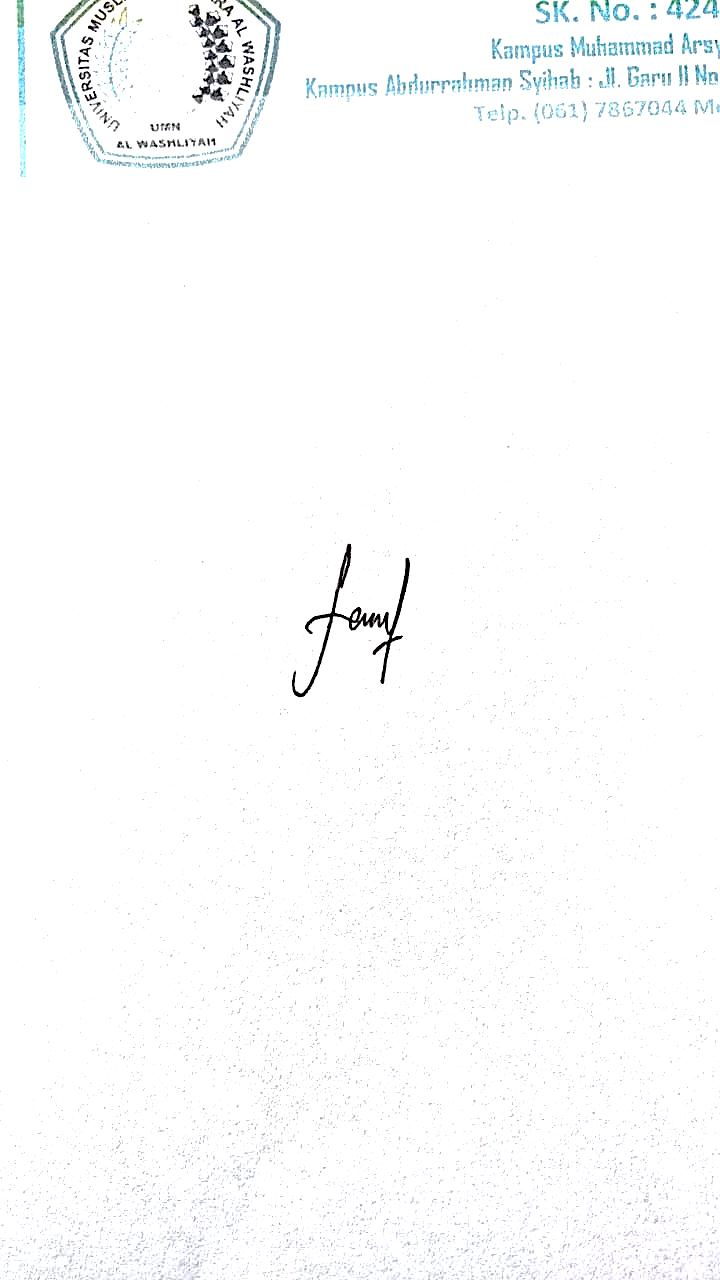 UNIVERSITAS MUSL
RA AL WASHLIYAH
UMN
AL WASHLIYAH
SK. No. : 424
Kampus Muhammad Arsy
Kampus Abdurrahman Syihab : Jl. Garu II No
Telp. (061) 7867044 Me